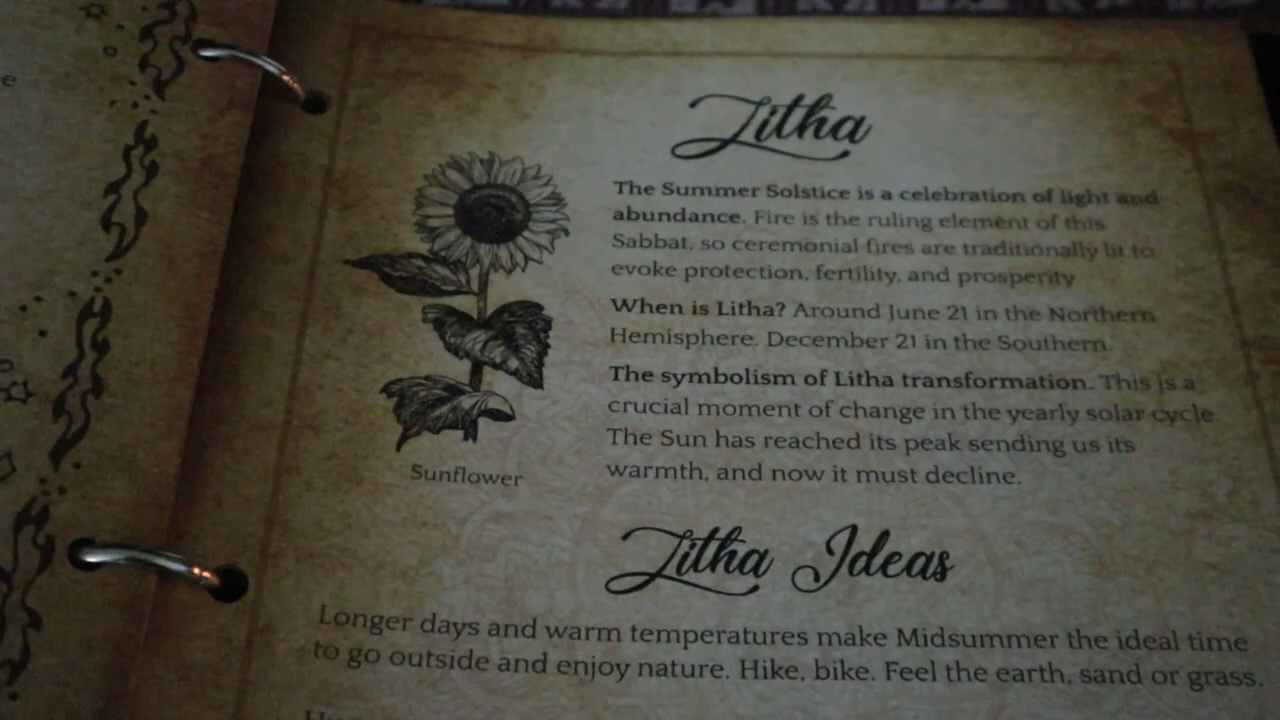 Litha
The Summer Solstice is a celebration of light and
abundance. Fire is the ruling element of this
Sabbat, so ceremonial fires are traditionally lit to
evoke protection, fertility, and prosperity
When is Litha? Around June 21 in the Northern
Hemisphere. December 21 in the Southern.
The symbolism of Litha transformation. This is a
crucial moment of change in the yearly solar cycle
The Sun has reached its peak sending us its
warmth, and now it must decline.
Sunflower
Litha Ideas
Longer days and warm temperatures make Midsummer the ideal time
to go outside and enjoy nature. Hike, bike. Feel the earth, sand or grass.